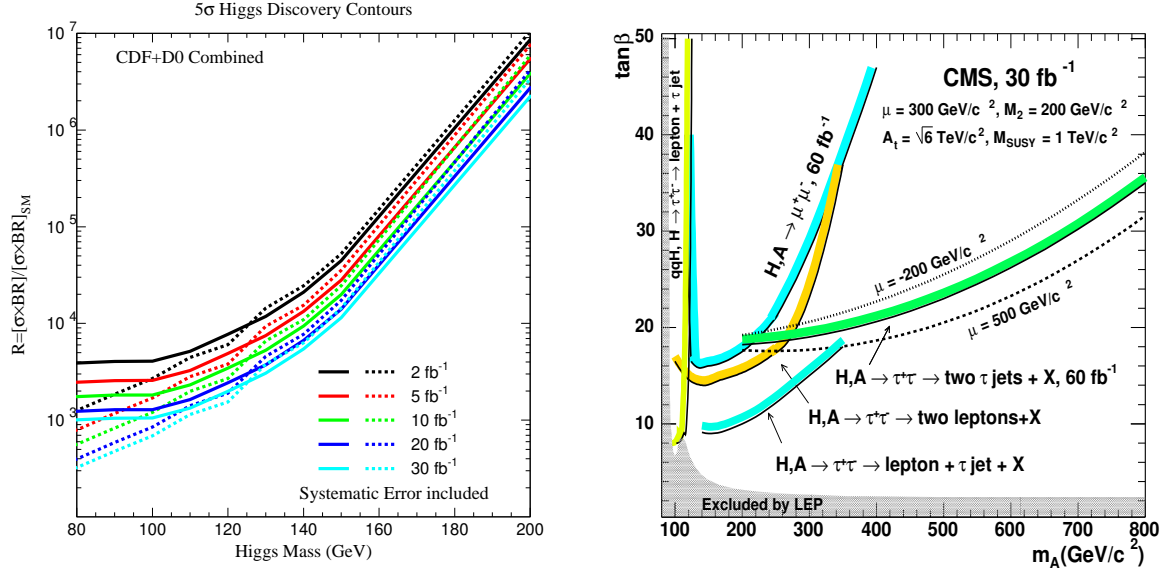 5σ Higgs Discovery Contours
CDF+D0 Combined
R=[σ×BR]/[σ×BR]SM
10^7
10^6
10^5
10^4
10^3
2 fb^-1
5 fb^-1
10 fb^-1
20 fb^-1
30 fb^-1
Systematic Error included
80 100 120 140 160 180 200
Higgs Mass (GeV)
tanβ
50
40
30
20
10
CMS, 30 fb^-1
μ = 300 GeV/c^2, M_2 = 200 GeV/c^2
A_t = √6 TeV/c^2, M_SUSY = 1 TeV/c^2
qqH, H → τ+τ- → lepton + τ jet
H,A → μ+μ-, 60 fb^-1
μ = -200 GeV/c^2
μ = 500 GeV/c^2
H,A → τ+τ- → two τ jets + X, 60 fb^-1
H,A → τ+τ- → two leptons+X
H,A → τ+τ- → lepton + τ jet + X
Excluded by LEP
100 200 300 400 500 600 700 800
m_A(GeV/c^2)